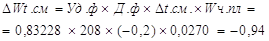 ΔWt.см = Уд.ф × Д.ф × Δt.см.× Wч.пл =
= 0,83228 × 208 × (−0,2) × 0,0270 = −0,94